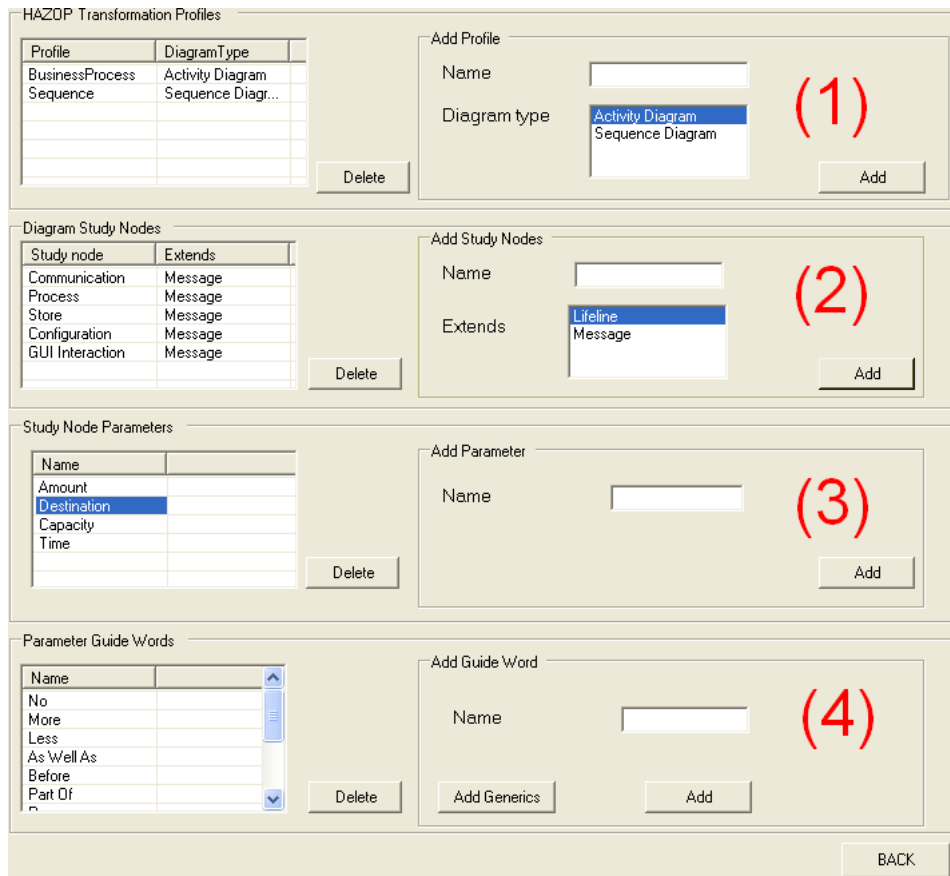 HAZOP Transformation Profiles
Profile DiagramType
BusinessProcess Activity Diagram
Sequence Sequence Diagr...
Delete
Add Profile
Name
Diagram type
Activity Diagram
Sequence Diagram
(1)
Add
Diagram Study Nodes
Study node Extends
Communication Message
Process Message
Store Message
Configuration Message
GUI Interaction Message
Delete
Add Study Nodes
Name
Extends
Lifeline
Message
(2)
Add
Study Node Parameters
Name
Amount
Destination
Capacity
Time
Delete
Add Parameter
Name
(3)
Add
Parameter Guide Words
Name
No
More
Less
As Well As
Before
Part Of
Delete
Add Guide Word
Name
(4)
Add Generics
Add
BACK